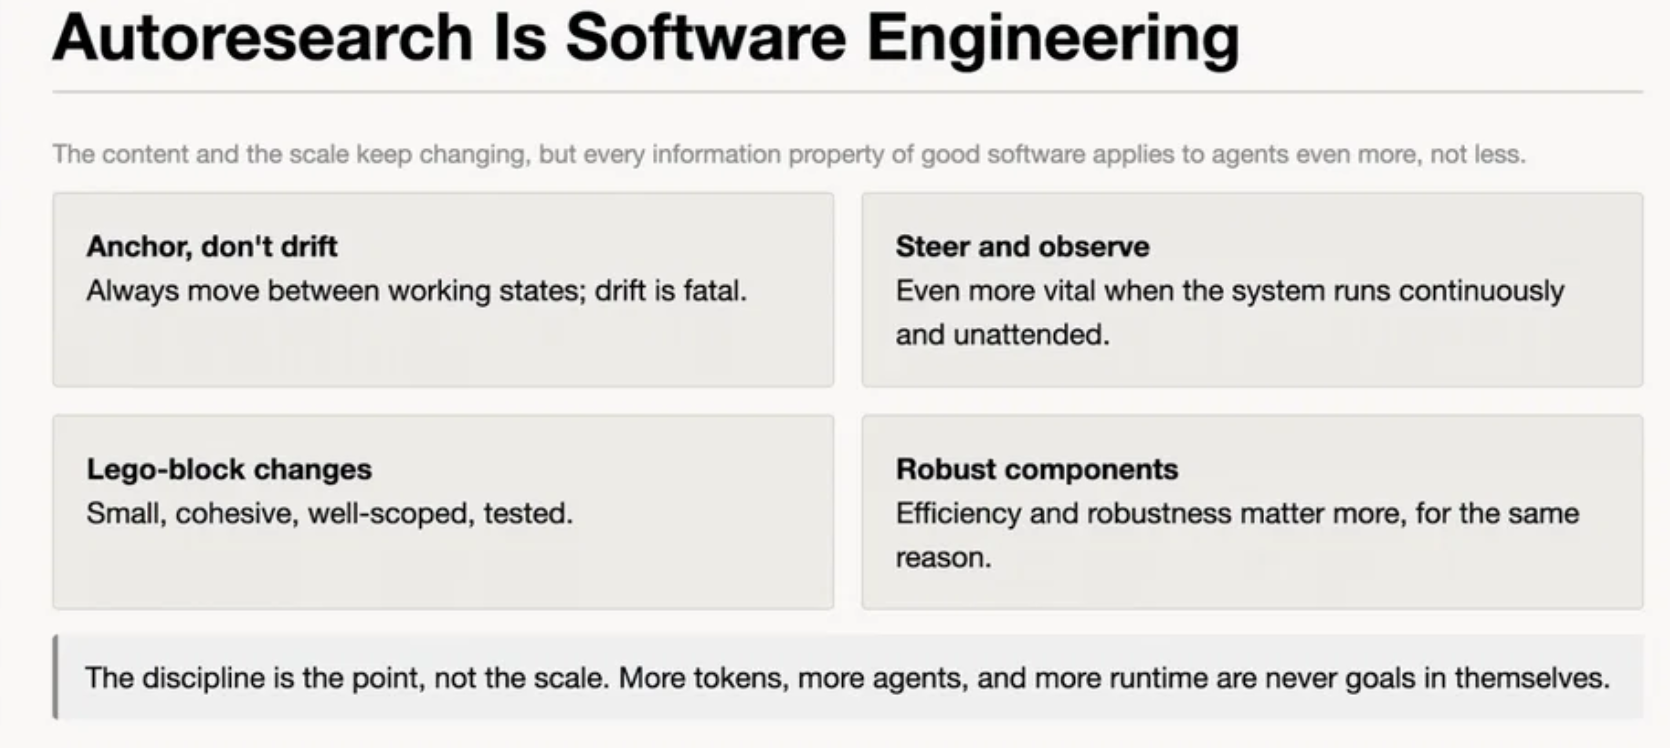 Autoresearch Is Software Engineering
The content and the scale keep changing, but every information property of good software applies to agents even more, not less.
Anchor, don't drift
Always move between working states; drift is fatal.
Steer and observe
Even more vital when the system runs continuously
and unattended.
Lego-block changes
Small, cohesive, well-scoped, tested.
Robust components
Efficiency and robustness matter more, for the same
reason.
The discipline is the point, not the scale. More tokens, more agents, and more runtime are never goals in themselves.